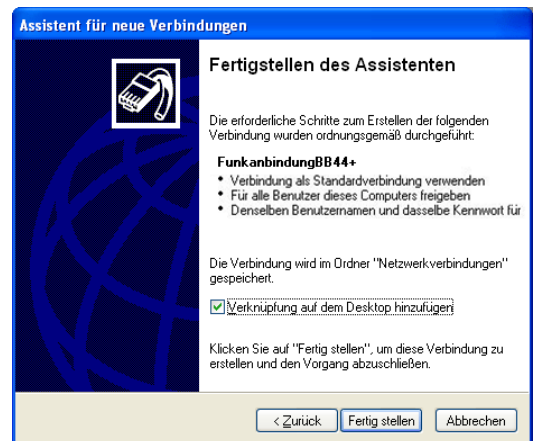 Assistent für neue Verbindungen
Fertigstellen des Assistenten
Die erforderliche Schritte zum Erstellen der folgenden
Verbindung wurden ordnungsgemäß durchgeführt:
FunkanbindungBB44+
• Verbindung als Standardverbindung verwenden
• Für alle Benutzer dieses Computers freigeben
• Denselben Benutzernamen und dasselbe Kennwort für
Die Verbindung wird im Ordner "Netzwerkverbindungen"
gespeichert.
Verknüpfung auf dem Desktop hinzufügen
Klicken Sie auf "Fertig stellen", um diese Verbindung zu
erstellen und den Vorgang abzuschließen.
< Zurück Fertig stellen Abbrechen